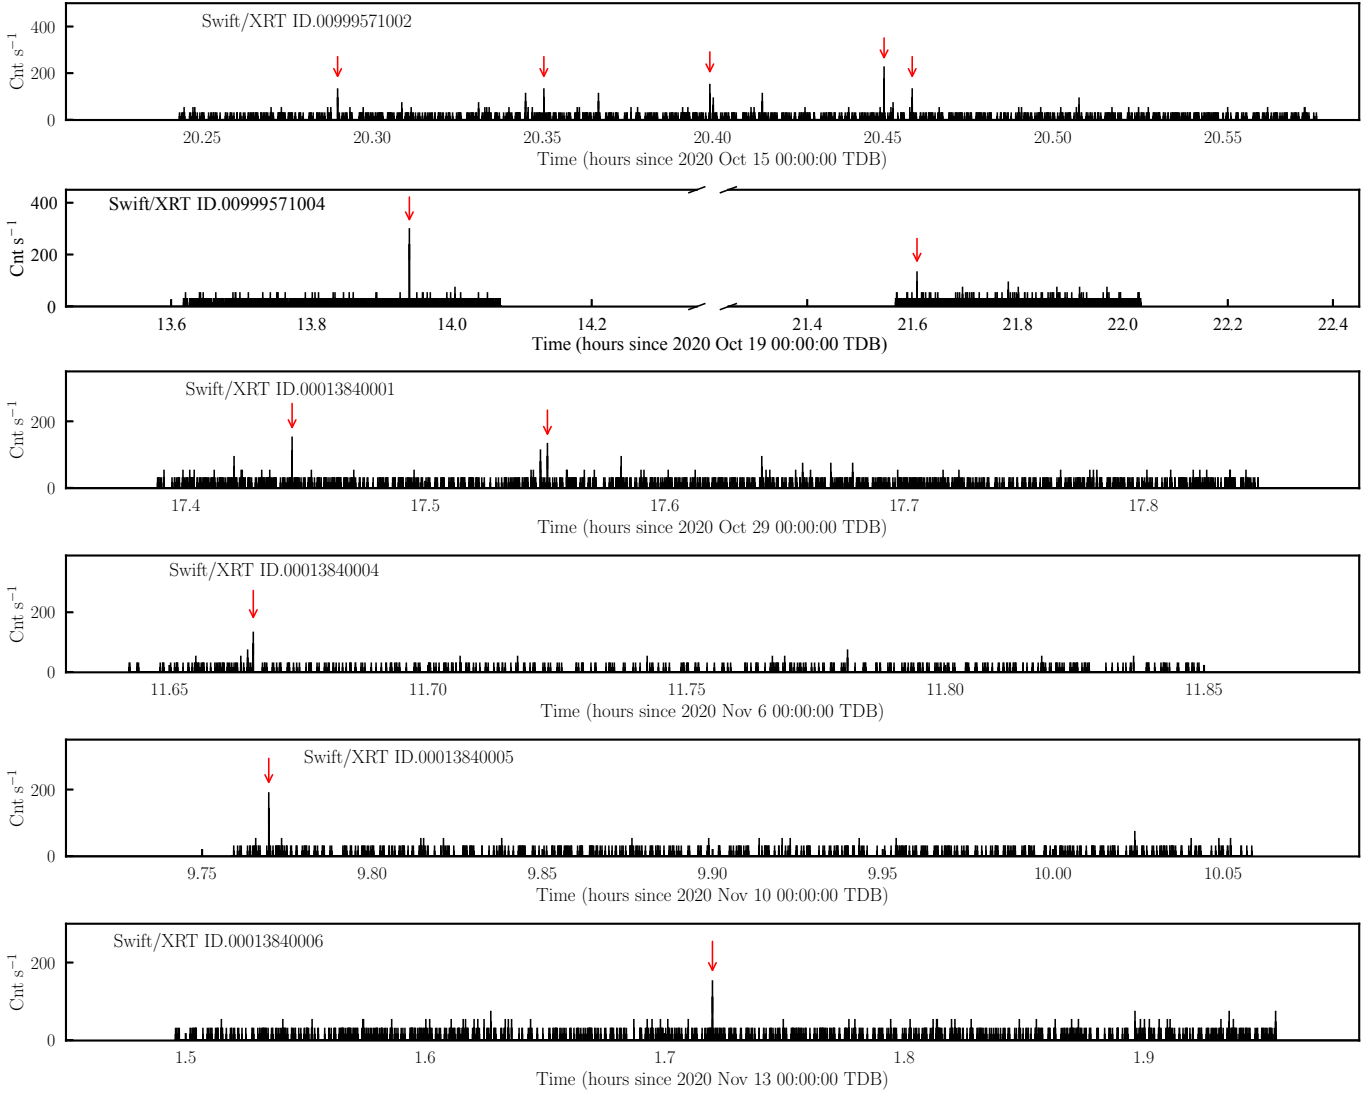 Swift/XRT ID.00999571002
Cnt s⁻¹
400
200
0
20.25 20.30 20.35 20.40 20.45 20.50 20.55
Time (hours since 2020 Oct 15 00:00:00 TDB)
Swift/XRT ID.00999571004
Cnt s⁻¹
400
200
0
13.6 13.8 14.0 14.2 21.4 21.6 21.8 22.0 22.2 22.4
Time (hours since 2020 Oct 19 00:00:00 TDB)
Swift/XRT ID.00013840001
Cnt s⁻¹
200
0
17.4 17.5 17.6 17.7 17.8
Time (hours since 2020 Oct 29 00:00:00 TDB)
Swift/XRT ID.00013840004
Cnt s⁻¹
200
0
11.65 11.70 11.75 11.80 11.85
Time (hours since 2020 Nov 6 00:00:00 TDB)
Swift/XRT ID.00013840005
Cnt s⁻¹
200
0
9.75 9.80 9.85 9.90 9.95 10.00 10.05
Time (hours since 2020 Nov 10 00:00:00 TDB)
Swift/XRT ID.00013840006
Cnt s⁻¹
200
0
1.5 1.6 1.7 1.8 1.9
Time (hours since 2020 Nov 13 00:00:00 TDB)